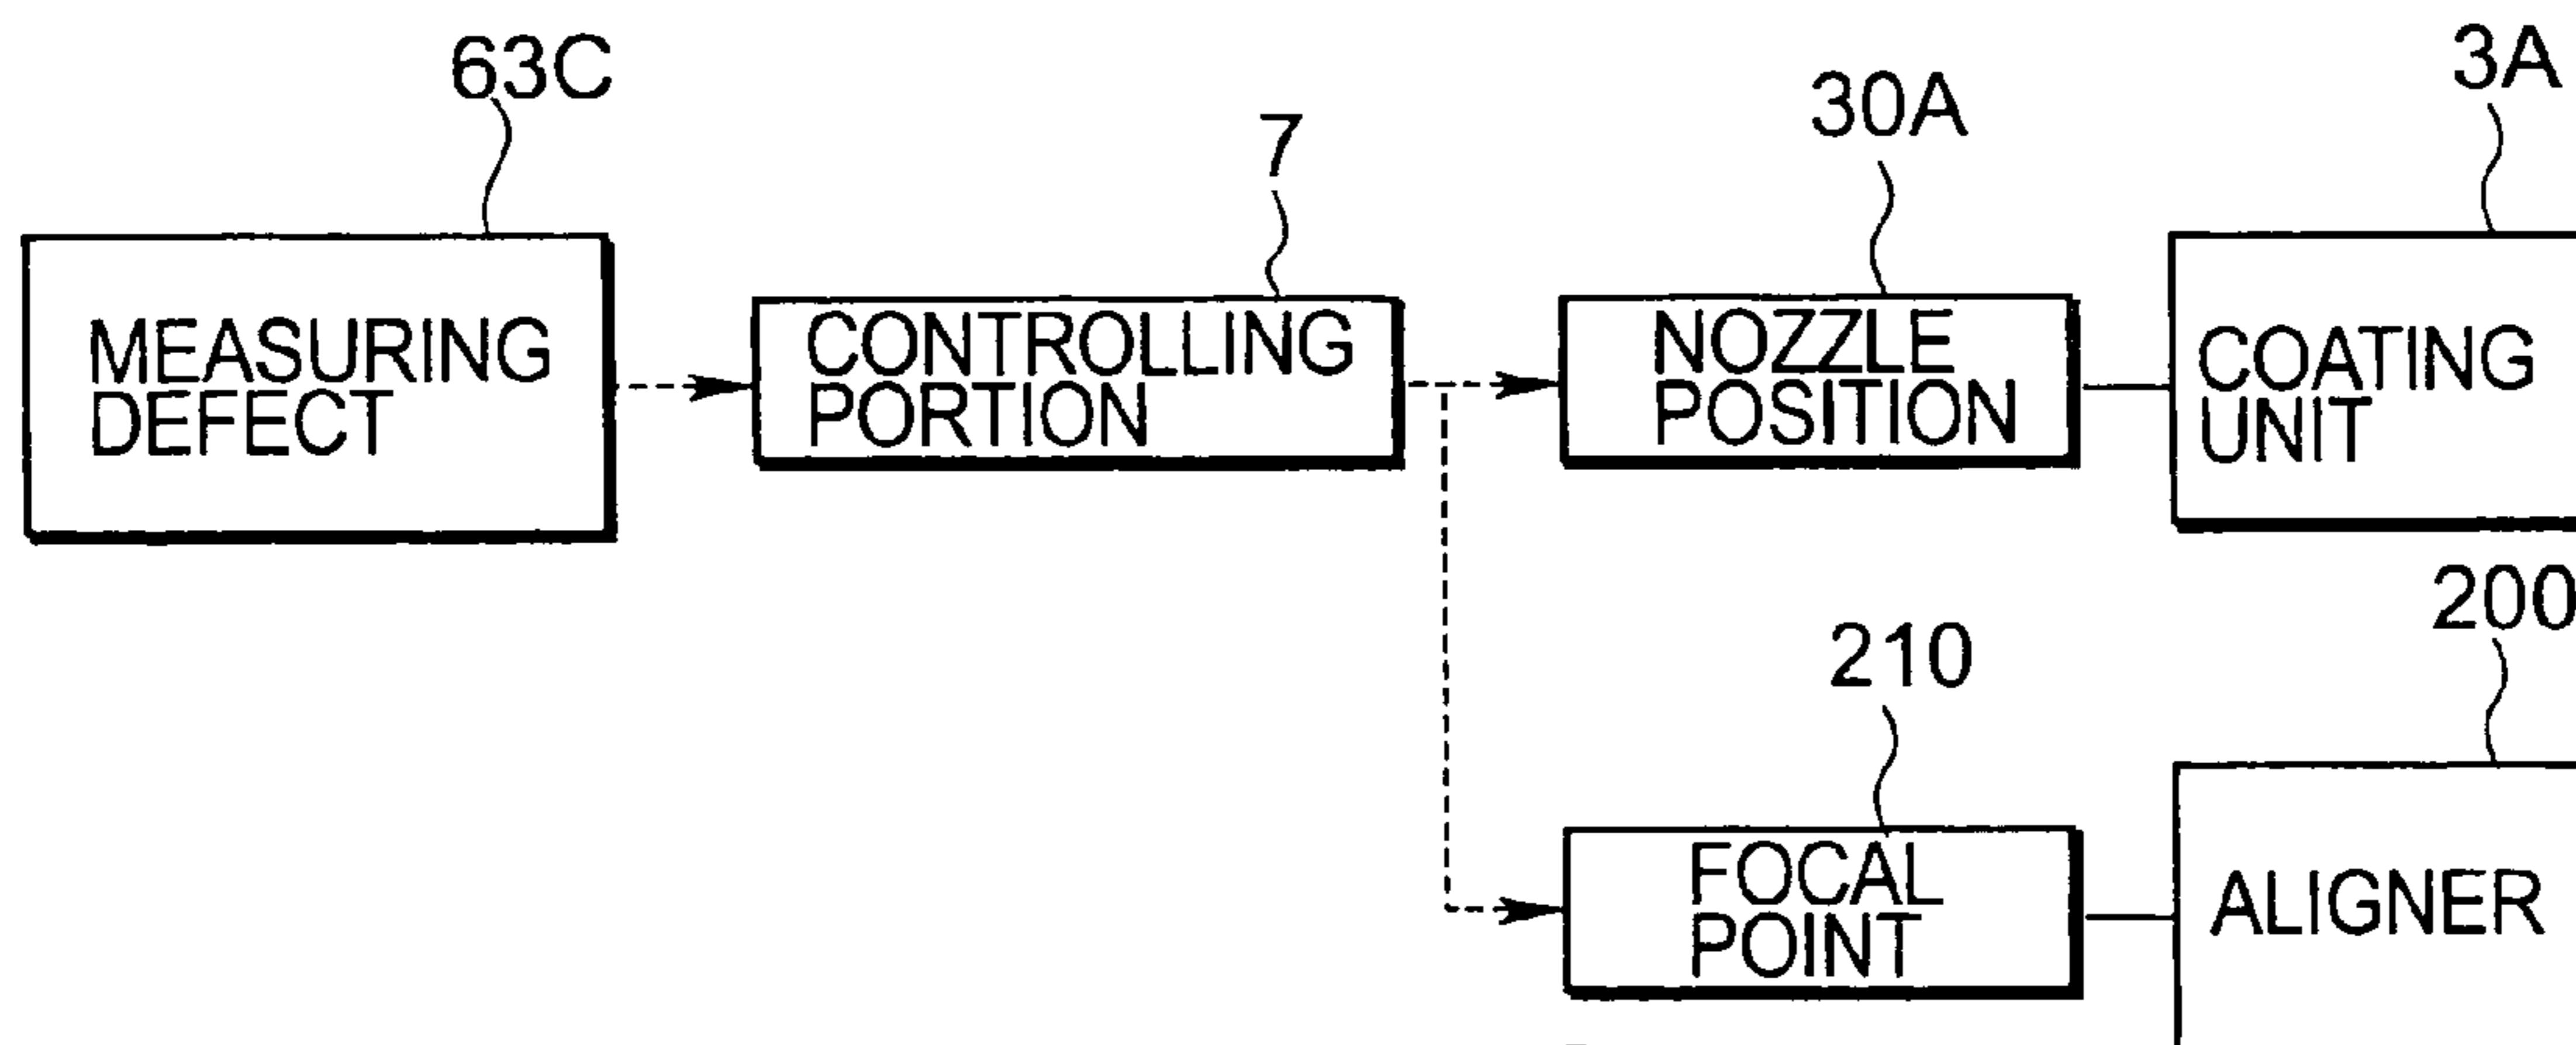 63C
7
30A
3A
MEASURING
DEFECT
CONTROLLING
PORTION
NOZZLE
POSITION
COATING
UNIT
210
200
FOCAL
POINT
ALIGNER